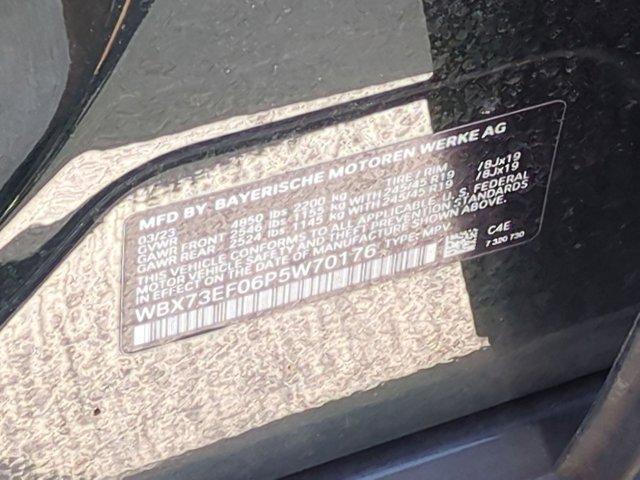 MFD BY: BAYERISCHE MOTOREN WERKE AG
03/23
GVWR 4850 lbs 2200 kg TIRE / RIM
GAWR FRONT 2546 lbs 1155 kg WITH 245/45 R19 /8Jx19
GAWR REAR 2524 lbs 1145 kg WITH 245/45 R19 /8Jx19
THIS VEHICLE CONFORMS TO ALL APPLICABLE U.S. FEDERAL
MOTOR VEHICLE SAFETY AND THEFT PREVENTION STANDARDS
IN EFFECT ON THE DATE OF MANUFACTURE SHOWN ABOVE.
WBX73EF06P5W70176 TYPE: MPV C4E
7 320 730